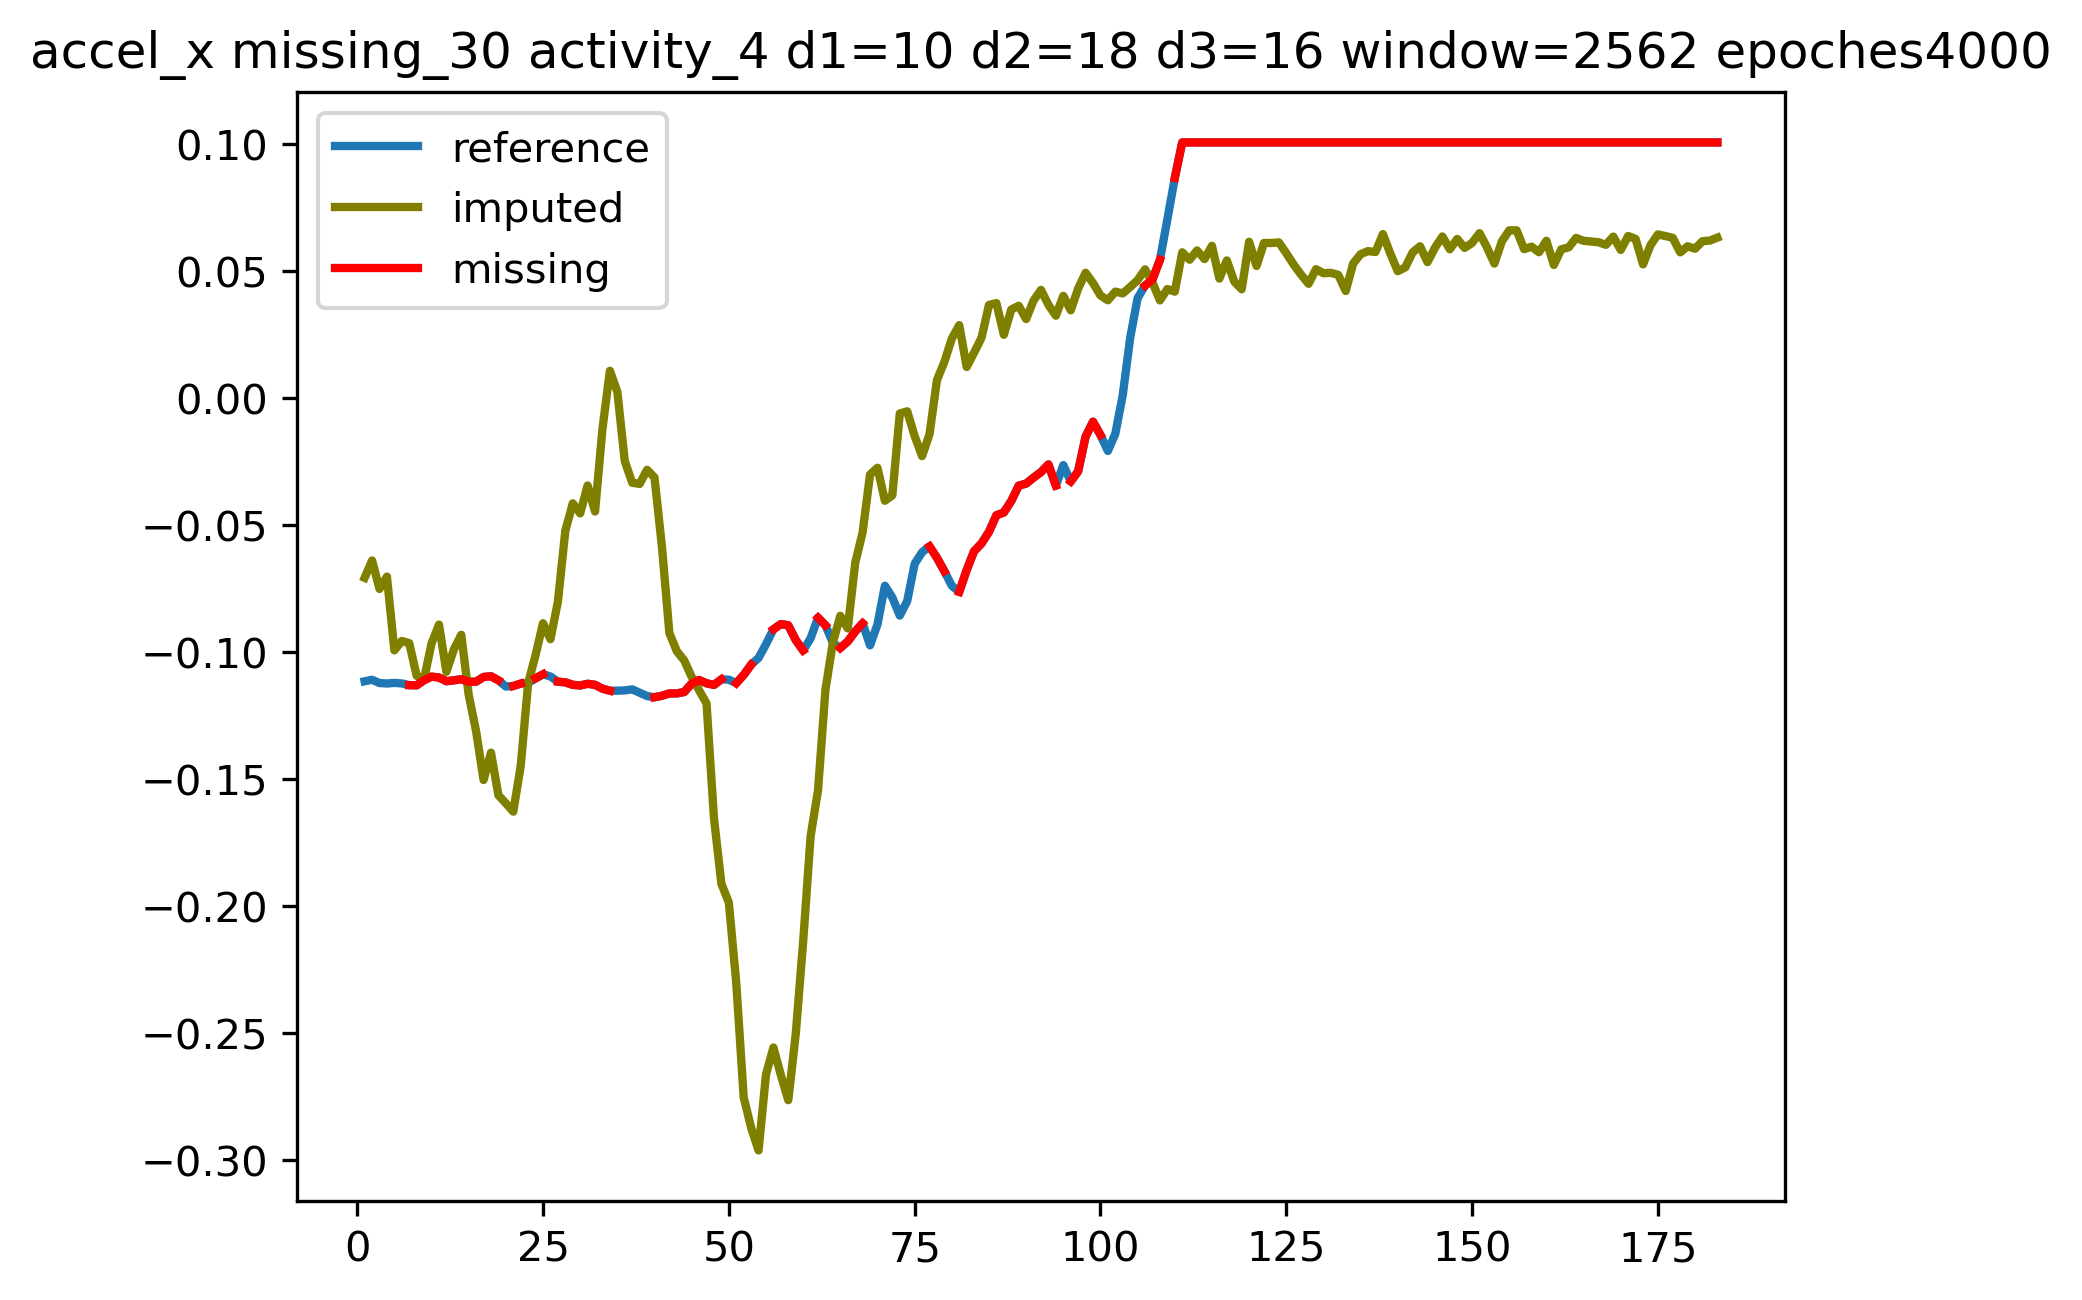 accel_x missing_30 activity_4 d1=10 d2=18 d3=16 window=2562 epoches4000
reference
imputed
missing
0.10
0.05
0.00
−0.05
−0.10
−0.15
−0.20
−0.25
−0.30
0 25 50 75 100 125 150 175